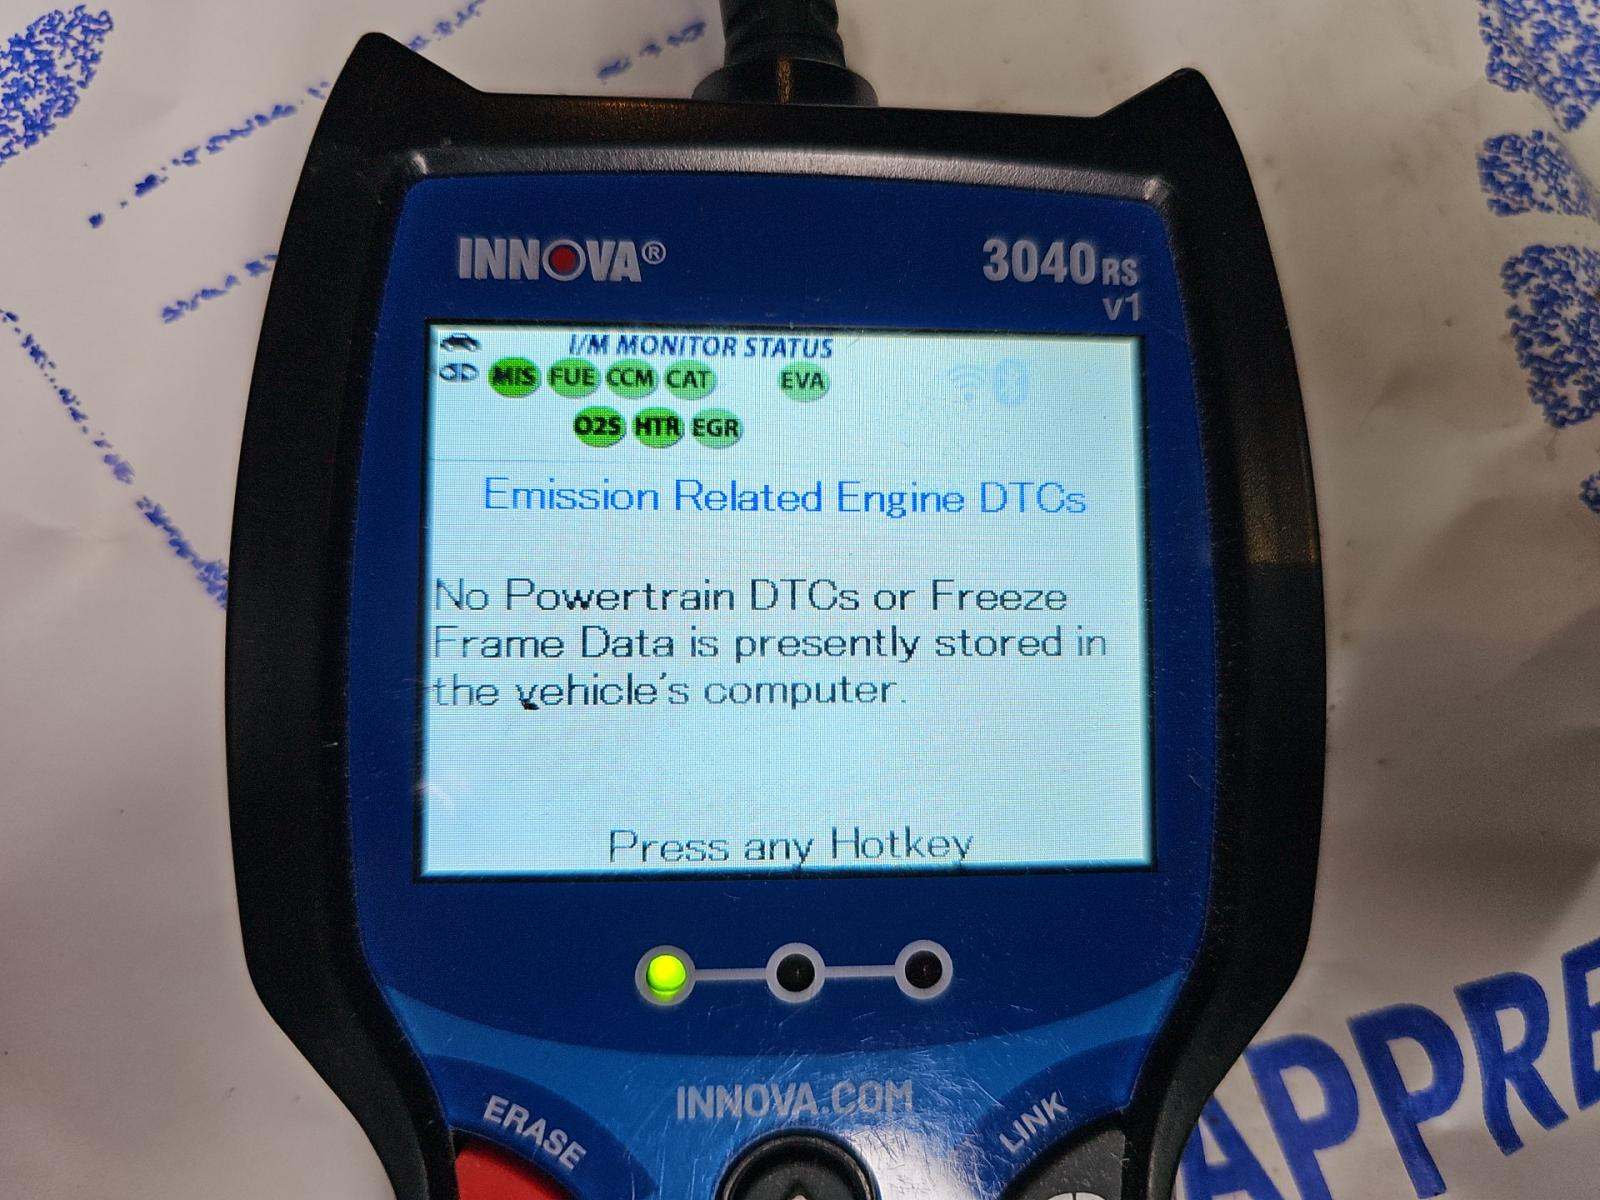 INNOVA®
3040RS
v1
I/M MONITOR STATUS
MIS FUE CCM CAT EVA
O2S HTR EGR
Emission Related Engine DTCs
No Powertrain DTCs or Freeze
Frame Data is presently stored in
the vehicle's computer.
Press any Hotkey
INNOVA.COM
ERASE
LINK
APPRE